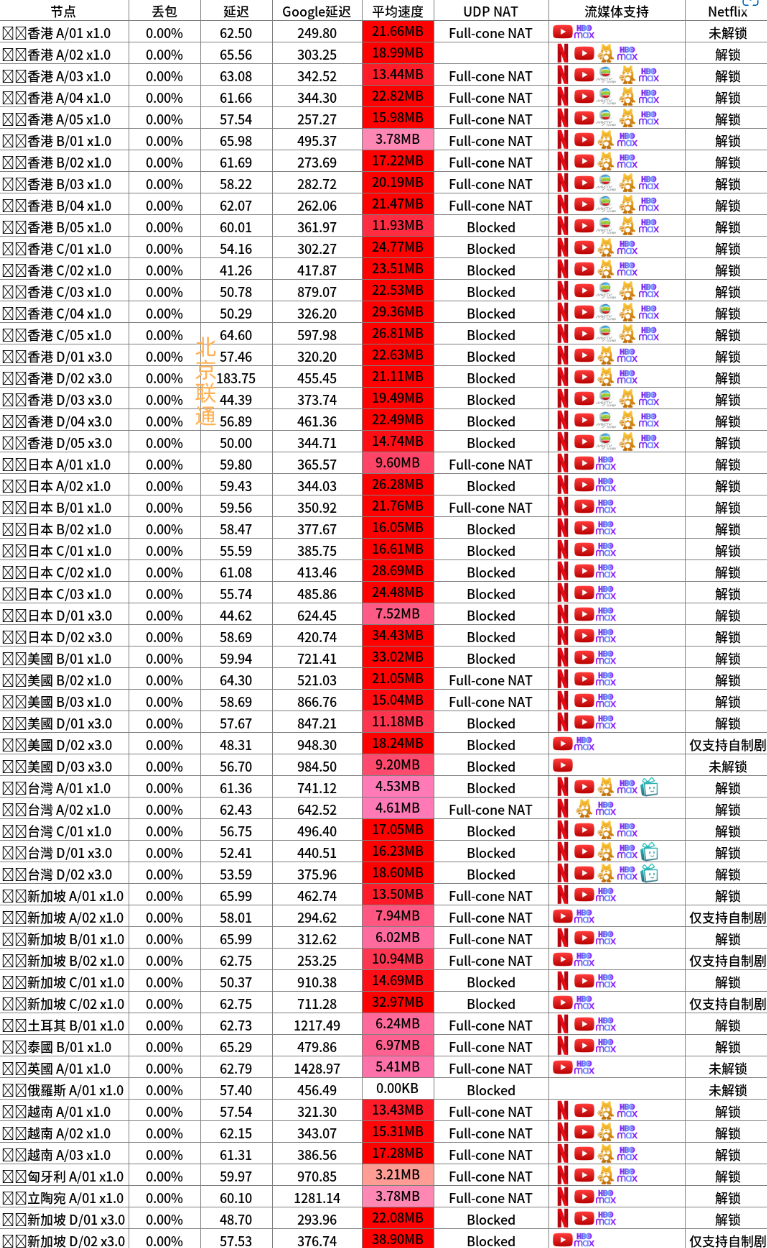 节点 丢包 延迟 Google延迟 平均速度 UDP NAT 流媒体支持 Netflix
香港 A/01 x1.0 0.00% 62.50 249.80 21.66MB Full-cone NAT HBO max 未解锁
香港 A/02 x1.0 0.00% 65.56 303.25 18.99MB Full-cone NAT N HBO max 解锁
香港 A/03 x1.0 0.00% 63.08 342.52 13.44MB Full-cone NAT N HBO max 解锁
香港 A/04 x1.0 0.00% 61.66 344.30 22.82MB Full-cone NAT N HBO max 解锁
香港 A/05 x1.0 0.00% 57.54 257.27 15.98MB Full-cone NAT N HBO max 解锁
香港 B/01 x1.0 0.00% 65.98 495.37 3.78MB Full-cone NAT N HBO max 解锁
香港 B/02 x1.0 0.00% 61.69 273.69 17.22MB Full-cone NAT N HBO max 解锁
香港 B/03 x1.0 0.00% 58.22 282.72 20.19MB Full-cone NAT N HBO max 解锁
香港 B/04 x1.0 0.00% 62.07 262.06 21.47MB Full-cone NAT N HBO max 解锁
香港 B/05 x1.0 0.00% 60.01 361.97 11.93MB Blocked N HBO max 解锁
香港 C/01 x1.0 0.00% 54.16 302.27 24.77MB Blocked N HBO max 解锁
香港 C/02 x1.0 0.00% 41.26 417.87 23.51MB Blocked N HBO max 解锁
香港 C/03 x1.0 0.00% 50.78 879.07 22.53MB Blocked N HBO max 解锁
香港 C/04 x1.0 0.00% 50.29 326.20 29.36MB Blocked N HBO max 解锁
香港 C/05 x1.0 0.00% 64.60 597.98 26.81MB Blocked N HBO max 解锁
香港 D/01 x3.0 0.00% 57.46 320.20 22.63MB Blocked N HBO max 解锁
香港 D/02 x3.0 0.00% 183.75 455.45 21.11MB Blocked N HBO max 解锁
香港 D/03 x3.0 0.00% 44.39 373.74 19.49MB Blocked N HBO max 解锁
香港 D/04 x3.0 0.00% 56.89 461.36 22.49MB Blocked N HBO max 解锁
香港 D/05 x3.0 0.00% 50.00 344.71 14.74MB Blocked N HBO max 解锁
北京联通
日本 A/01 x1.0 0.00% 59.80 365.57 9.60MB Full-cone NAT N HBO max 解锁
日本 A/02 x1.0 0.00% 59.43 344.03 26.28MB Blocked N HBO max 解锁
日本 B/01 x1.0 0.00% 59.56 350.92 21.76MB Full-cone NAT N HBO max 解锁
日本 B/02 x1.0 0.00% 58.47 377.67 16.05MB Blocked N HBO max 解锁
日本 C/01 x1.0 0.00% 55.59 385.75 16.61MB Blocked N HBO max 解锁
日本 C/02 x1.0 0.00% 61.08 413.46 28.69MB Blocked N HBO max 解锁
日本 C/03 x1.0 0.00% 55.74 485.86 24.48MB Blocked N HBO max 解锁
日本 D/01 x3.0 0.00% 44.62 624.45 7.52MB Blocked N HBO max 解锁
日本 D/02 x3.0 0.00% 58.69 420.74 34.43MB Blocked N HBO max 解锁
美國 B/01 x1.0 0.00% 59.94 721.41 33.02MB Blocked N HBO max 解锁
美國 B/02 x1.0 0.00% 64.30 521.03 21.05MB Full-cone NAT N HBO max 解锁
美國 B/03 x1.0 0.00% 58.69 866.76 15.04MB Full-cone NAT N HBO max 解锁
美國 D/01 x3.0 0.00% 57.67 847.21 11.18MB Blocked N HBO max 解锁
美國 D/02 x3.0 0.00% 48.31 948.30 18.24MB Blocked HBO max 仅支持自制剧
美國 D/03 x3.0 0.00% 56.70 984.50 9.20MB Blocked 未解锁
台灣 A/01 x1.0 0.00% 61.36 741.12 4.53MB Blocked N HBO max 解锁
台灣 A/02 x1.0 0.00% 62.43 642.52 4.61MB Full-cone NAT N HBO max 解锁
台灣 C/01 x1.0 0.00% 56.75 496.40 17.05MB Blocked N HBO max 解锁
台灣 D/01 x3.0 0.00% 52.41 440.51 16.23MB Blocked N HBO max 解锁
台灣 D/02 x3.0 0.00% 53.59 375.96 18.60MB Blocked N HBO max 解锁
新加坡 A/01 x1.0 0.00% 65.99 462.74 13.50MB Full-cone NAT N HBO max 解锁
新加坡 A/02 x1.0 0.00% 58.01 294.62 7.94MB Full-cone NAT HBO max 仅支持自制剧
新加坡 B/01 x1.0 0.00% 65.99 312.62 6.02MB Full-cone NAT N HBO max 解锁
新加坡 B/02 x1.0 0.00% 62.75 253.25 10.94MB Full-cone NAT HBO max 仅支持自制剧
新加坡 C/01 x1.0 0.00% 50.37 910.38 14.69MB Blocked N HBO max 解锁
新加坡 C/02 x1.0 0.00% 62.75 711.28 32.97MB Blocked HBO max 仅支持自制剧
土耳其 B/01 x1.0 0.00% 62.73 1217.49 6.24MB Full-cone NAT N HBO max 解锁
泰國 B/01 x1.0 0.00% 65.29 479.86 6.97MB Full-cone NAT N HBO max 解锁
英國 A/01 x1.0 0.00% 62.79 1428.97 5.41MB Full-cone NAT HBO max 未解锁
俄羅斯 A/01 x1.0 0.00% 57.40 456.49 0.00KB Blocked 未解锁
越南 A/01 x1.0 0.00% 57.54 321.30 13.43MB Full-cone NAT N HBO max 解锁
越南 A/02 x1.0 0.00% 62.15 343.07 15.31MB Full-cone NAT N HBO max 解锁
越南 A/03 x1.0 0.00% 61.31 386.56 17.28MB Full-cone NAT N HBO max 解锁
匈牙利 A/01 x1.0 0.00% 59.97 970.85 3.21MB Full-cone NAT N HBO max 解锁
立陶宛 A/01 x1.0 0.00% 60.10 1281.14 3.78MB Full-cone NAT N HBO max 解锁
新加坡 D/01 x3.0 0.00% 48.70 293.96 22.08MB Blocked N HBO max 解锁
新加坡 D/02 x3.0 0.00% 57.53 376.74 38.90MB Blocked HBO max 仅支持自制剧